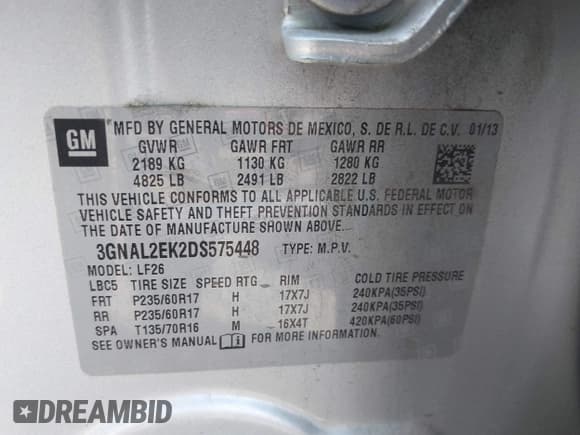 GM MFD BY GENERAL MOTORS DE MEXICO, S. DE R.L. DE C.V. 01/13
GVWR GAWR FRT GAWR RR
2189 KG 1130 KG 1280 KG
4825 LB 2491 LB 2822 LB
THIS VEHICLE CONFORMS TO ALL APPLICABLE U.S. FEDERAL MOTOR
VEHICLE SAFETY AND THEFT PREVENTION STANDARDS IN EFFECT ON
THE DATE OF MANUFACTURE SHOWN ABOVE.
3GNAL2EK2DS575448 TYPE: M.P.V.
MODEL: LF26
LBC5 TIRE SIZE SPEED RTG RIM COLD TIRE PRESSURE
FRT P235/60R17 H 17X7J 240KPA(35PSI)
RR P235/60R17 H 17X7J 240KPA(35PSI)
SPA T135/70R16 M 16X4T 420KPA(60PSI)
SEE OWNER'S MANUAL FOR MORE INFORMATION.
DREAMBID